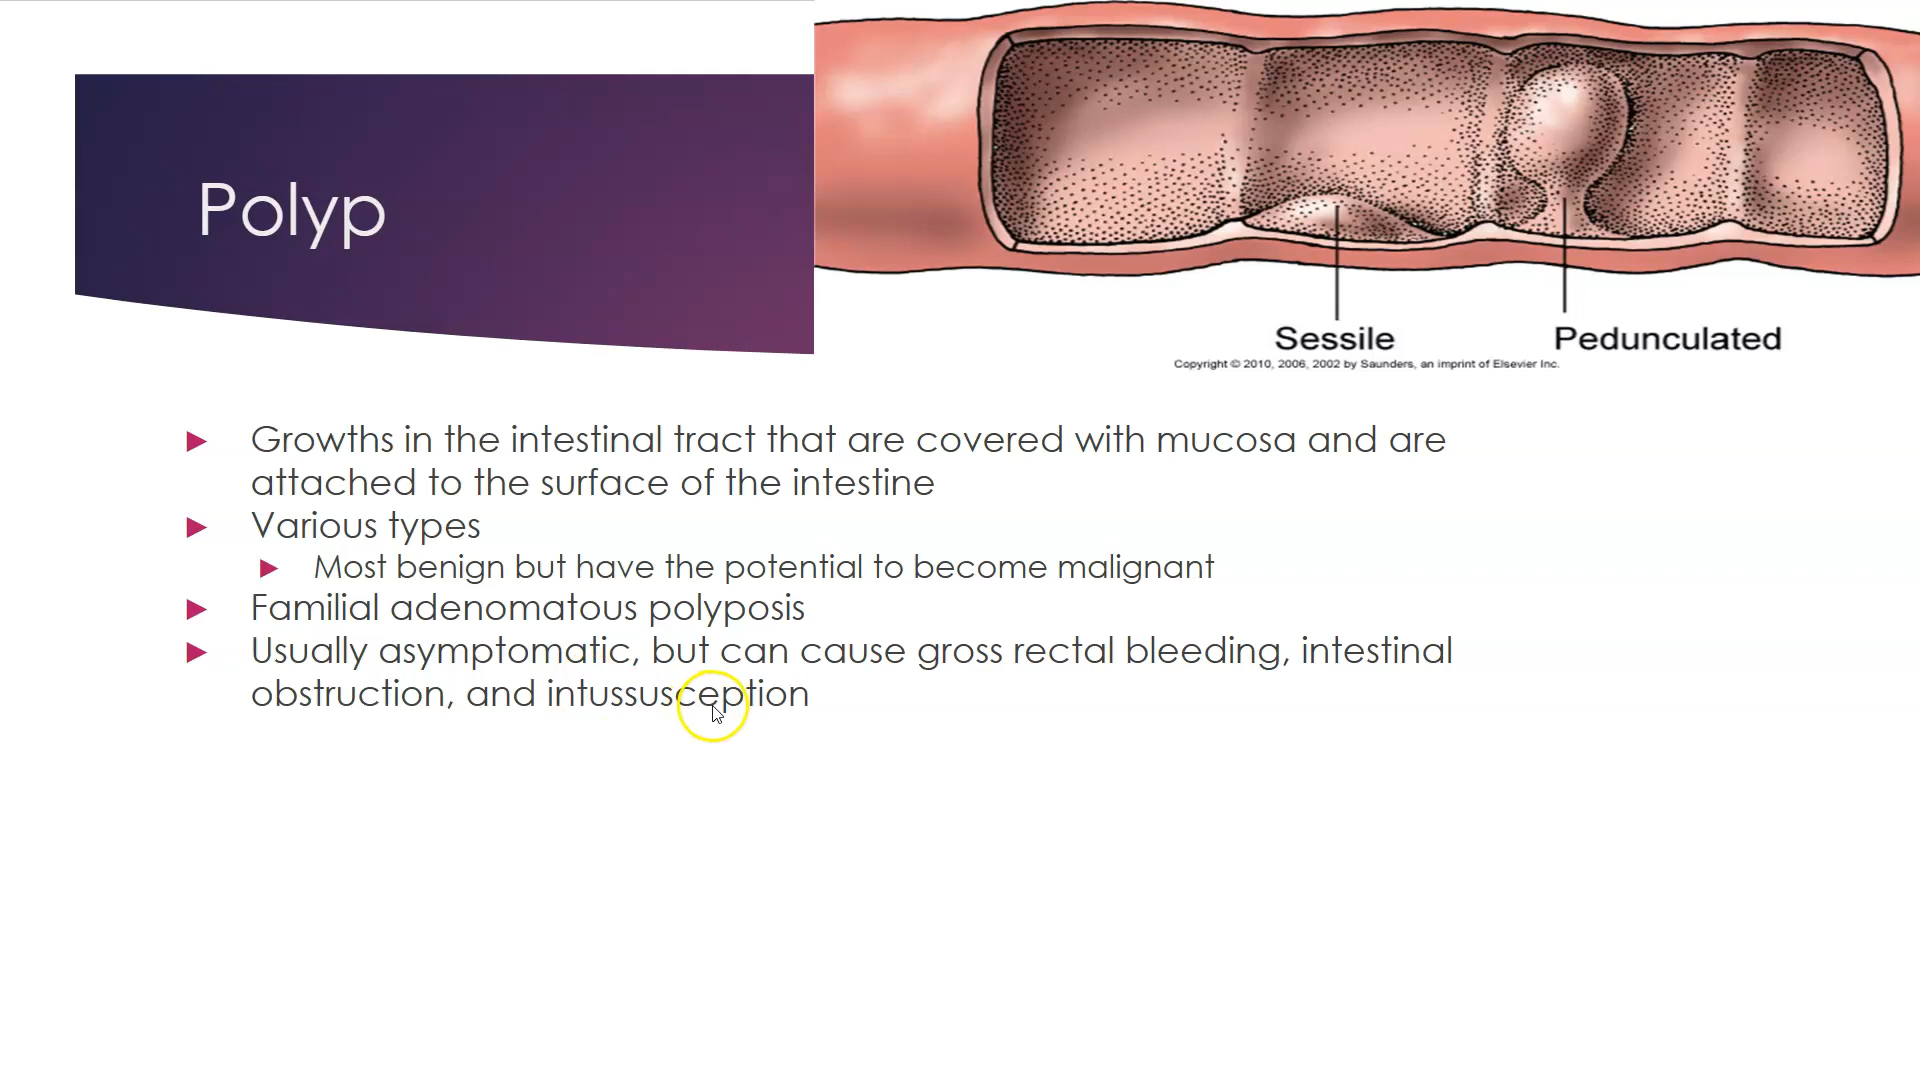 Polyp
Sessile
Pedunculated
Copyright © 2010, 2006, 2002 by Saunders, an imprint of Elsevier Inc.
Growths in the intestinal tract that are covered with mucosa and are
attached to the surface of the intestine
Various types
Most benign but have the potential to become malignant
Familial adenomatous polyposis
Usually asymptomatic, but can cause gross rectal bleeding, intestinal
obstruction, and intussusception